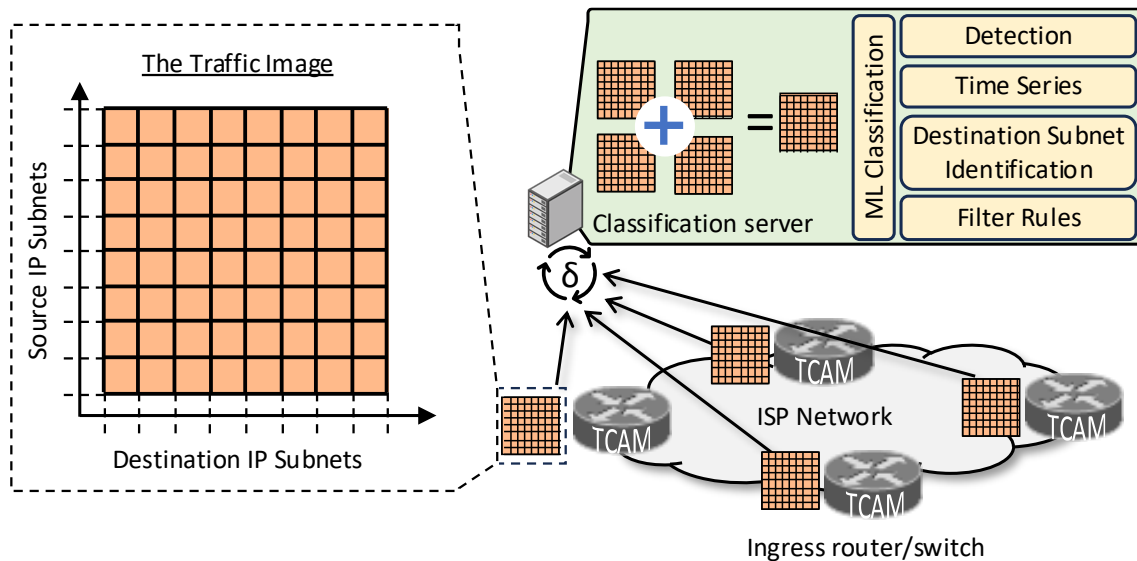 The Traffic Image
Source IP Subnets
Destination IP Subnets
+
=
Classification server
ML Classification
Detection
Time Series
Destination Subnet
Identification
Filter Rules
δ
TCAM
TCAM
ISP Network
TCAM
TCAM
Ingress router/switch